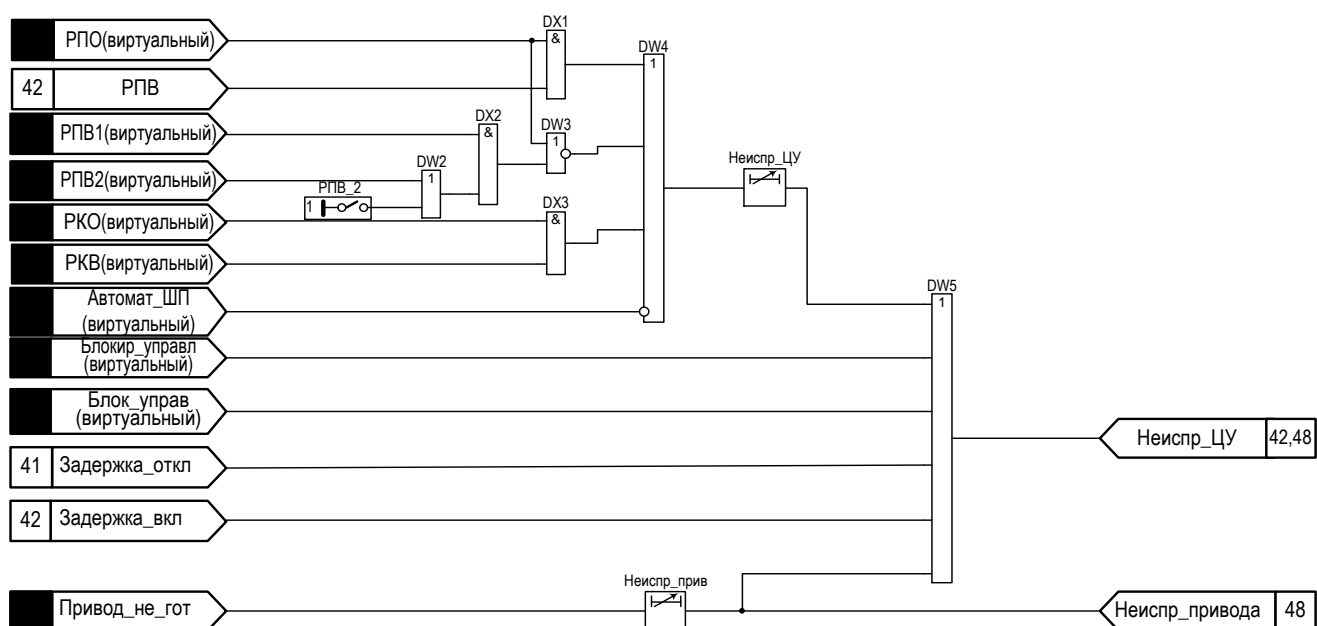 DX1
РПО(виртуальный)
&
DW4
1
42 РПВ
DX2
РПВ1(виртуальный)
&
DW3
1
Неиспр_ЦУ
DW2
РПВ2(виртуальный)
1
РПВ_2
1
DX3
РКО(виртуальный)
&
РКВ(виртуальный)
Автомат_ШП
(виртуальный)
DW5
1
Блокир_управл
(виртуальный)
Блок_управ
(виртуальный)
Неиспр_ЦУ 42,48
41 Задержка_откл
42 Задержка_вкл
Неиспр_прив
Привод_не_гот
Неиспр_привода 48